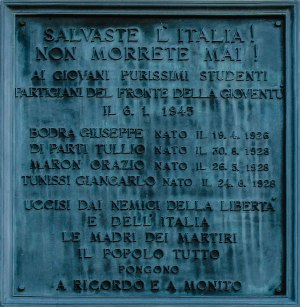 SALVASTE L'ITALIA!
NON MORRETE MAI!
AI GIOVANI PURISSIMI STUDENTI
PARTIGIANI DEL FRONTE DELLA GIOVENTÙ
IL 6. 1. 1945
BODRA GIUSEPPE NATO IL 19. 4. 1926
DI PARTI TULLIO NATO IL 30. 8. 1928
MARON ORAZIO NATO IL 26. 3. 1928
TUNISSI GIANCARLO NATO IL 24. 6. 1928
UCCISI DAI NEMICI DELLA LIBERTÀ
E DELL'ITALIA
LE MADRI DEI MARTIRI
IL POPOLO TUTTO
PONGONO
A RICORDO E A MONITO